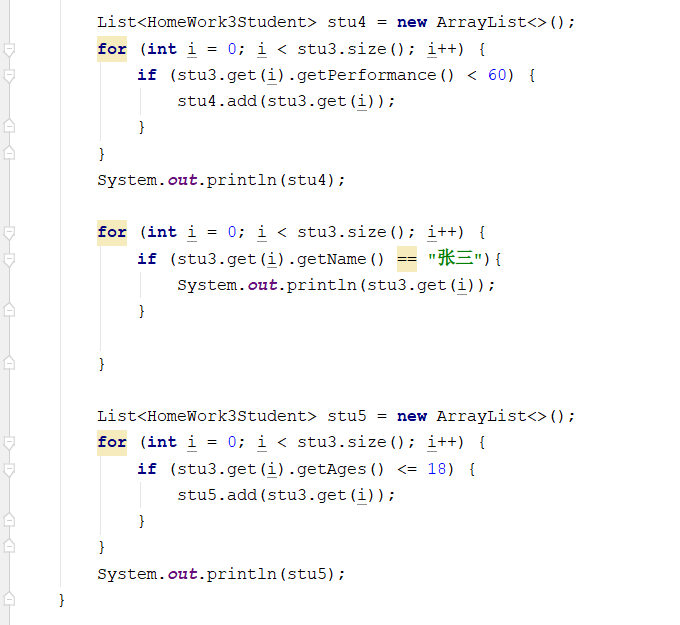 List<HomeWork3Student> stu4 = new ArrayList<>();
for (int i = 0; i < stu3.size(); i++) {
if (stu3.get(i).getPerformance() < 60) {
stu4.add(stu3.get(i));
}
}
System.out.println(stu4);
for (int i = 0; i < stu3.size(); i++) {
if (stu3.get(i).getName() == "张三"){
System.out.println(stu3.get(i));
}
}
List<HomeWork3Student> stu5 = new ArrayList<>();
for (int i = 0; i < stu3.size(); i++) {
if (stu3.get(i).getAges() <= 18) {
stu5.add(stu3.get(i));
}
}
System.out.println(stu5);
}